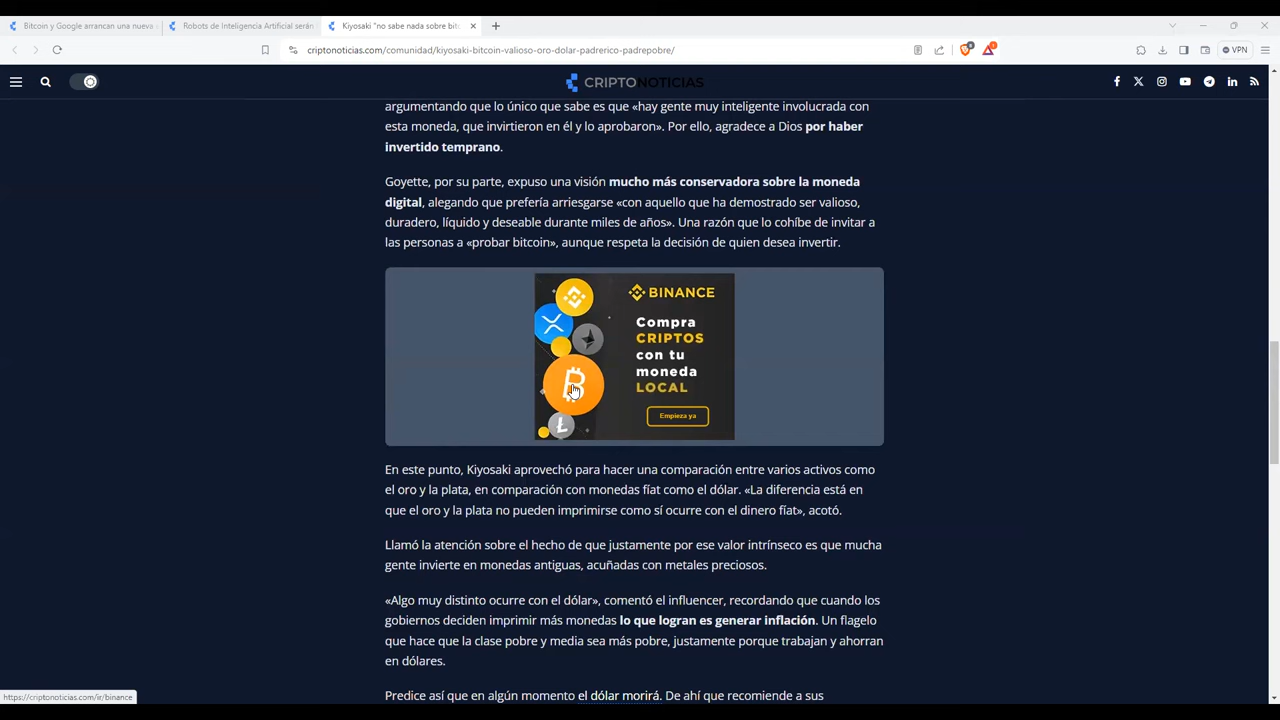 Bitcoin y Google arrancan una nueva
Robots de Inteligencia Artificial serán
Kiyosaki "no sabe nada sobre bit
criptonoticias.com/comunidad/kiyosaki-bitcoin-valioso-oro-dolar-padrerico-padrepobre/
VPN
CRIPTONOTICIAS
argumentando que lo único que sabe es que «hay gente muy inteligente involucrada con
esta moneda, que invirtieron en él y lo aprobaron». Por ello, agradece a Dios por haber
invertido temprano.
Goyette, por su parte, expuso una visión mucho más conservadora sobre la moneda
digital, alegando que prefería arriesgarse «con aquello que ha demostrado ser valioso,
duradero, líquido y deseable durante miles de años». Una razón que lo cohíbe de invitar a
las personas a «probar bitcoin», aunque respeta la decisión de quien desea invertir.
BINANCE
Compra
CRIPTOS
con tu
moneda
LOCAL
Empieza ya
En este punto, Kiyosaki aprovechó para hacer una comparación entre varios activos como
el oro y la plata, en comparación con monedas fíat como el dólar. «La diferencia está en
que el oro y la plata no pueden imprimirse como sí ocurre con el dinero fíat», acotó.
Llamó la atención sobre el hecho de que justamente por ese valor intrínseco es que mucha
gente invierte en monedas antiguas, acuñadas con metales preciosos.
«Algo muy distinto ocurre con el dólar», comentó el influencer, recordando que cuando los
gobiernos deciden imprimir más monedas lo que logran es generar inflación. Un flagelo
que hace que la clase pobre y media sea más pobre, justamente porque trabajan y ahorran
en dólares.
https://criptonoticias.com/ir/binance
Predice así que en algún momento el dólar morirá. De ahí que recomiende a sus